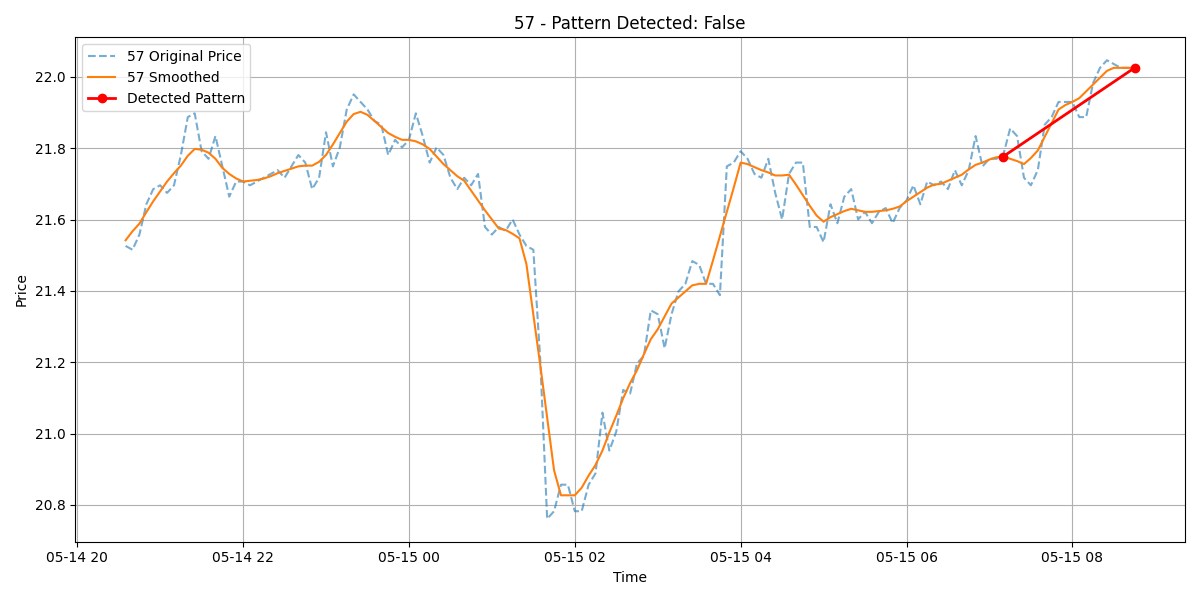 57 - Pattern Detected: False
57 Original Price
57 Smoothed
Detected Pattern
Price
22.0
21.8
21.6
21.4
21.2
21.0
20.8
05-14 20 05-14 22 05-15 00 05-15 02 05-15 04 05-15 06 05-15 08
Time